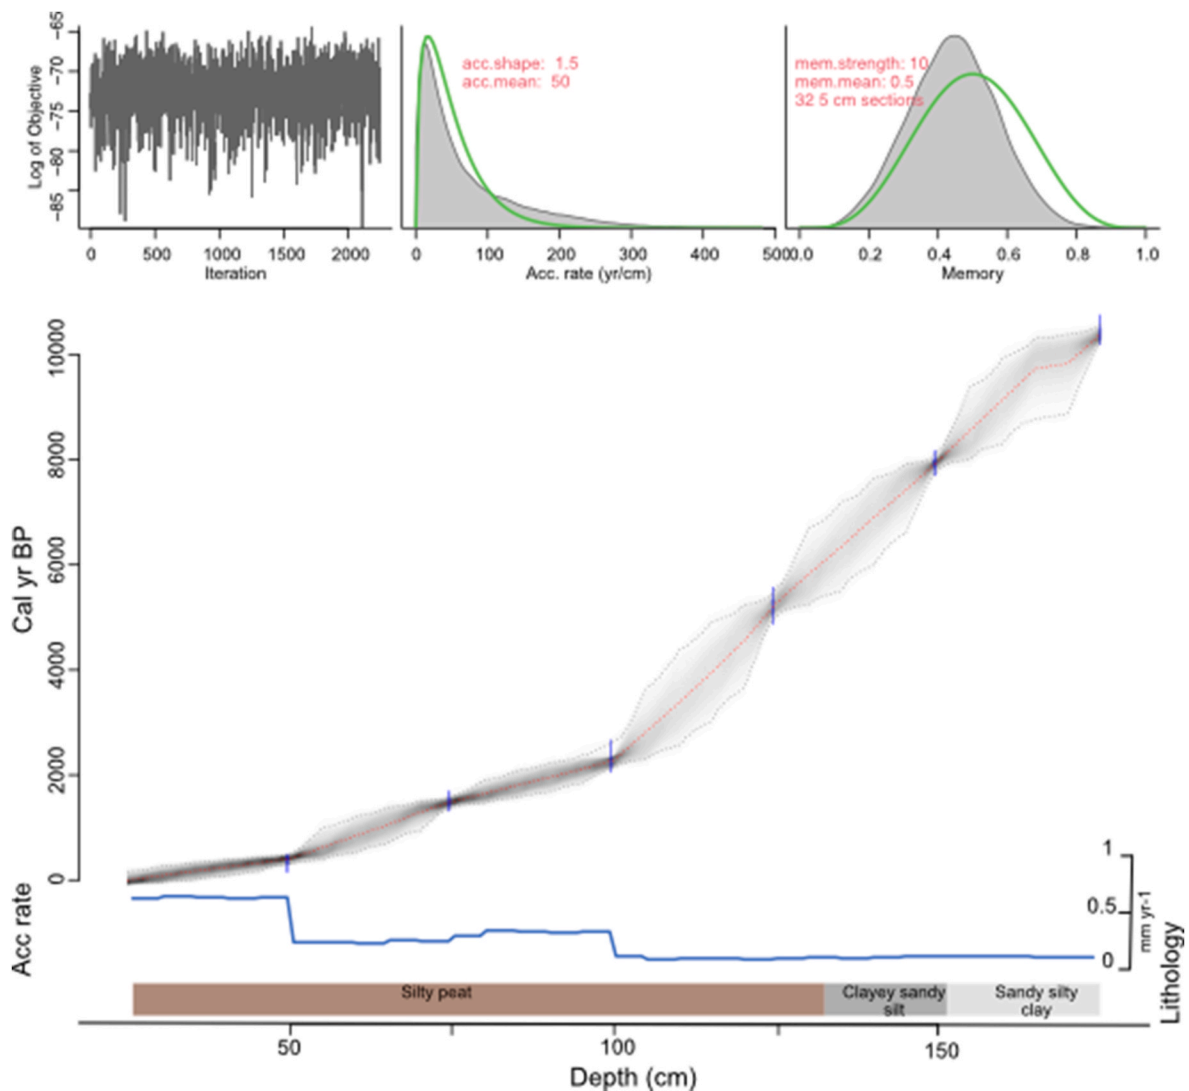 -65
-70
-75
-80
-85
Log of Objective
0 500 1000 1500 2000
Iteration
acc.shape: 1.5
acc.mean: 50
0 100 200 300 400 500
Acc. rate (yr/cm)
mem.strength: 10
mem.mean: 0.5
32 5 cm sections
0.0 0.2 0.4 0.6 0.8 1.0
Memory
10000
8000
6000
4000
2000
0
Cal yr BP
Acc rate
1
0.5
0
mm yr-1
Lithology
Silty peat
Clayey sandy
silt
Sandy silty
clay
50 100 150
Depth (cm)